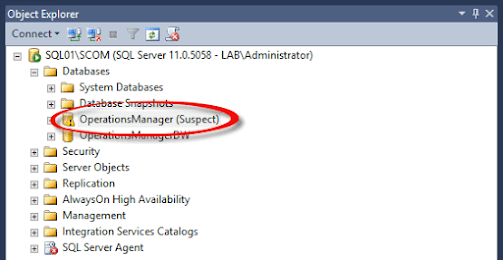 Object Explorer
Connect
SQL01\SCOM (SQL Server 11.0.5058 - LAB\Administrator)
Databases
System Databases
Database Snapshots
OperationsManager (Suspect)
OperationsManagerDW
Security
Server Objects
Replication
AlwaysOn High Availability
Management
Integration Services Catalogs
SQL Server Agent